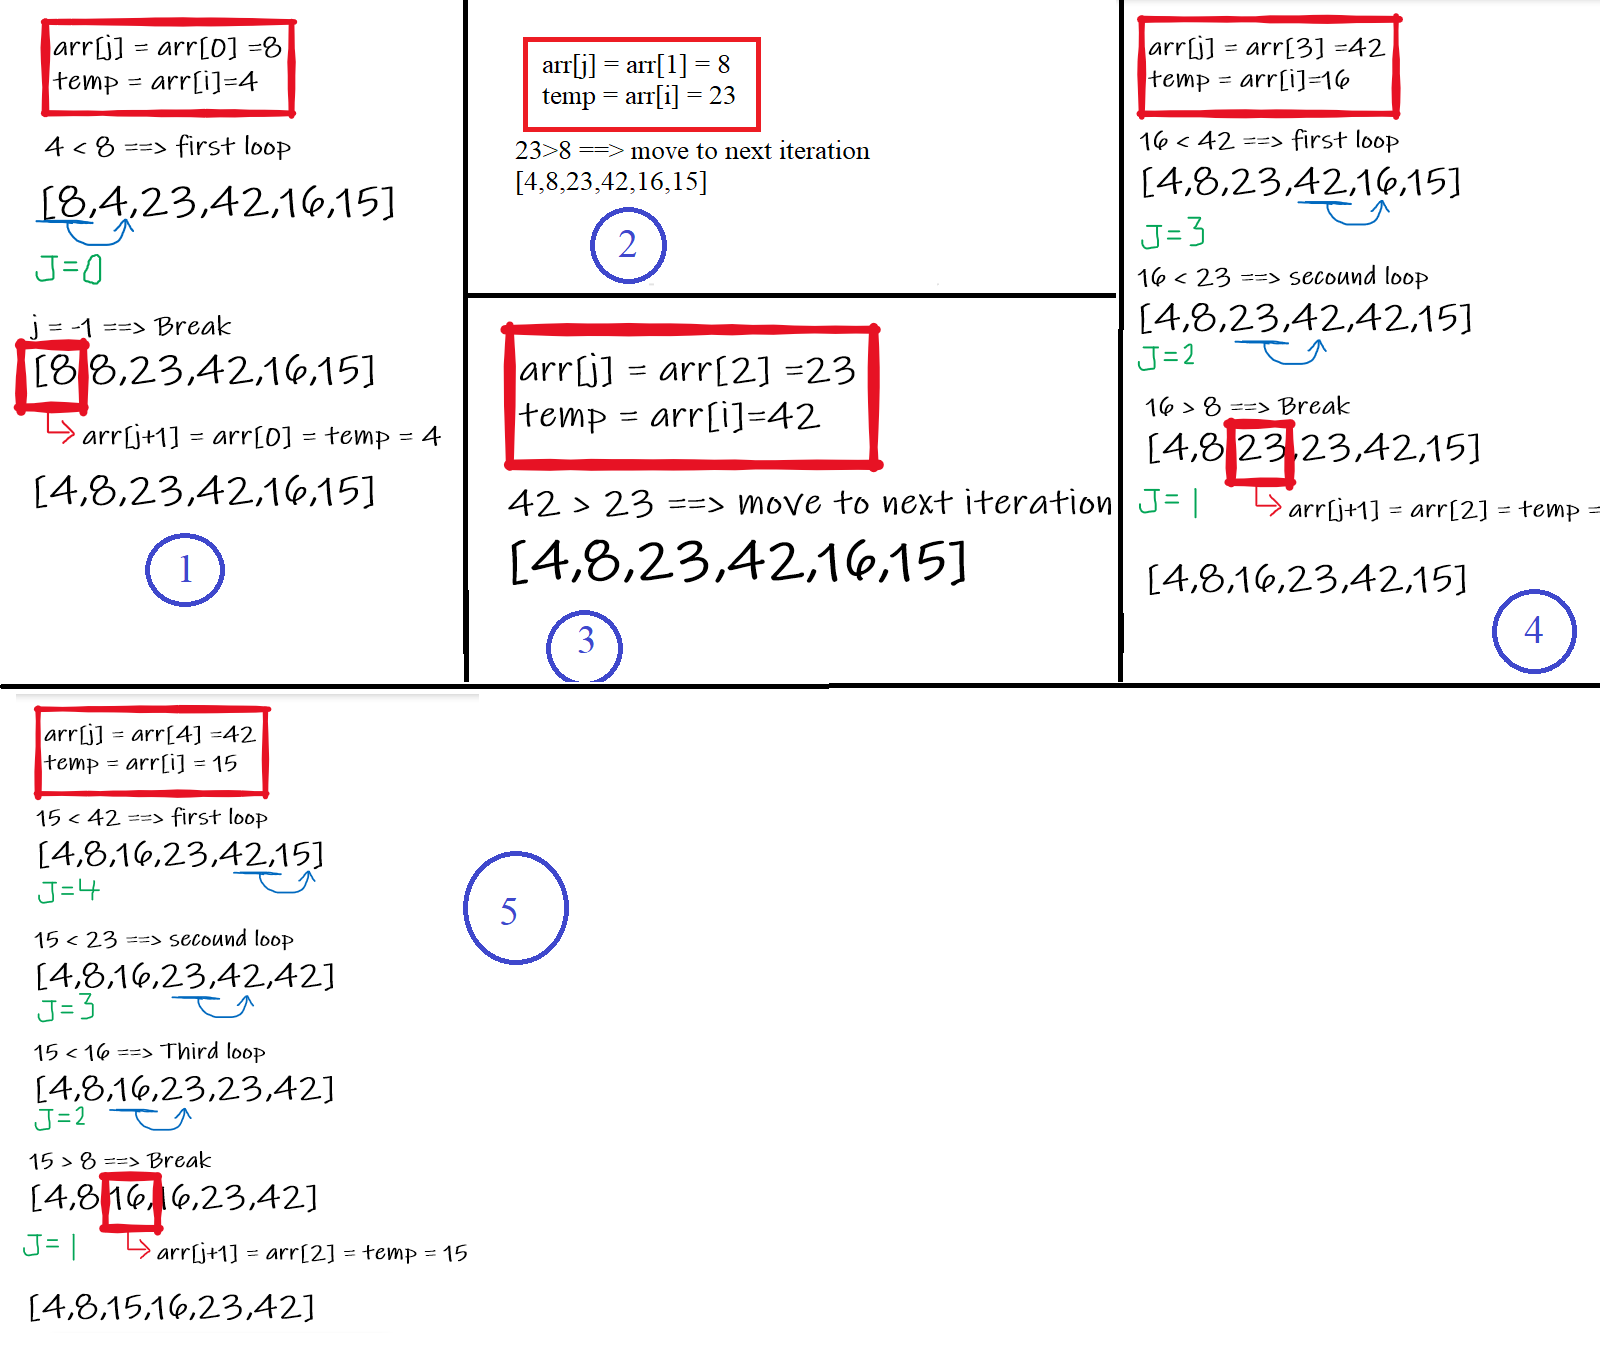 arr[j] = arr[0] =8
temp = arr[i]=4
4 < 8 ==> first loop
[8,4,23,42,16,15]
J=0
j = -1 ==> Break
[8 8,23,42,16,15]
arr[j+1] = arr[0] = temp = 4
[4,8,23,42,16,15]
1
arr[j] = arr[1] = 8
temp = arr[i] = 23
23>8 ==> move to next iteration
[4,8,23,42,16,15]
2
arr[j] = arr[2] =23
temp = arr[i]=42
42 > 23 ==> move to next iteration
[4,8,23,42,16,15]
3
arr[j] = arr[3] =42
temp = arr[i]=16
16 < 42 ==> first loop
[4,8,23,42,16,15]
J=3
16 < 23 ==> secound loop
[4,8,23,42,42,15]
J=2
16 > 8 ==> Break
[4,8 23,23,42,15]
J=1
arr[j+1] = arr[2] = temp =
[4,8,16,23,42,15]
4
arr[j] = arr[4] =42
temp = arr[i] = 15
15 < 42 ==> first loop
[4,8,16,23,42,15]
J=4
15 < 23 ==> secound loop
[4,8,16,23,42,42]
J=3
15 < 16 ==> Third loop
[4,8,16,23,23,42]
J=2
15 > 8 ==> Break
[4,8 16,16,23,42]
J=1
arr[j+1] = arr[2] = temp = 15
[4,8,15,16,23,42]
5